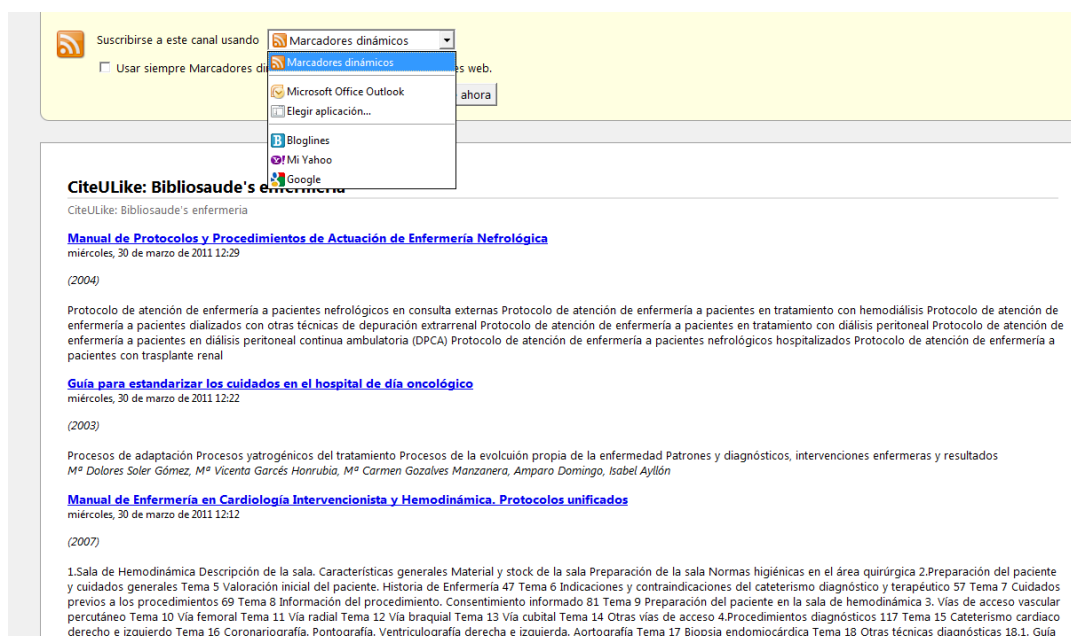 Suscribirse a este canal usando Marcadores dinámicos
Marcadores dinámicos
Usar siempre Marcadores di es web.
Microsoft Office Outlook
ahora
Elegir aplicación...
Bloglines
Mi Yahoo
Google
CiteULike: Bibliosaude's enfermeria
CiteULike: Bibliosaude's enfermeria
Manual de Protocolos y Procedimientos de Actuación de Enfermería Nefrológica
miércoles, 30 de marzo de 2011 12:29
(2004)
Protocolo de atención de enfermería a pacientes nefrológicos en consulta externas Protocolo de atención de enfermería a pacientes en tratamiento con hemodiálisis Protocolo de atención de
enfermería a pacientes dializados con otras técnicas de depuración extrarrenal Protocolo de atención de enfermería a pacientes en tratamiento con diálisis peritoneal Protocolo de atención de
enfermería a pacientes en diálisis peritoneal continua ambulatoria (DPCA) Protocolo de atención de enfermería a pacientes nefrológicos hospitalizados Protocolo de atención de enfermería a
pacientes con trasplante renal
Guía para estandarizar los cuidados en el hospital de día oncológico
miércoles, 30 de marzo de 2011 12:22
(2003)
Procesos de adaptación Procesos yatrogénicos del tratamiento Procesos de la evolcuión propia de la enfermedad Patrones y diagnósticos, intervenciones enfermeras y resultados
Mª Dolores Soler Gómez, Mª Vicenta Garcés Honrubia, Mª Carmen Gozalves Manzanera, Amparo Domingo, Isabel Ayllón
Manual de Enfermería en Cardiología Intervencionista y Hemodinámica. Protocolos unificados
miércoles, 30 de marzo de 2011 12:12
(2007)
1.Sala de Hemodinámica Descripción de la sala. Características generales Material y stock de la sala Preparación de la sala Normas higiénicas en el área quirúrgica 2.Preparación del paciente
y cuidados generales Tema 5 Valoración inicial del paciente. Historia de Enfermería 47 Tema 6 Indicaciones y contraindicaciones del cateterismo diagnóstico y terapéutico 57 Tema 7 Cuidados
previos a los procedimientos 69 Tema 8 Información del procedimiento. Consentimiento informado 81 Tema 9 Preparación del paciente en la sala de hemodinámica 3. Vías de acceso vascular
percutáneo Tema 10 Vía femoral Tema 11 Vía radial Tema 12 Vía braquial Tema 13 Vía cubital Tema 14 Otras vías de acceso 4.Procedimientos diagnósticos 117 Tema 15 Cateterismo cardiaco
derecho e izquierdo Tema 16 Coronariografía. Pontografía. Ventriculografía derecha e izquierda. Aortografía Tema 17 Biopsia endomiocárdica Tema 18 Otras técnicas diagnósticas 18.1. Guía